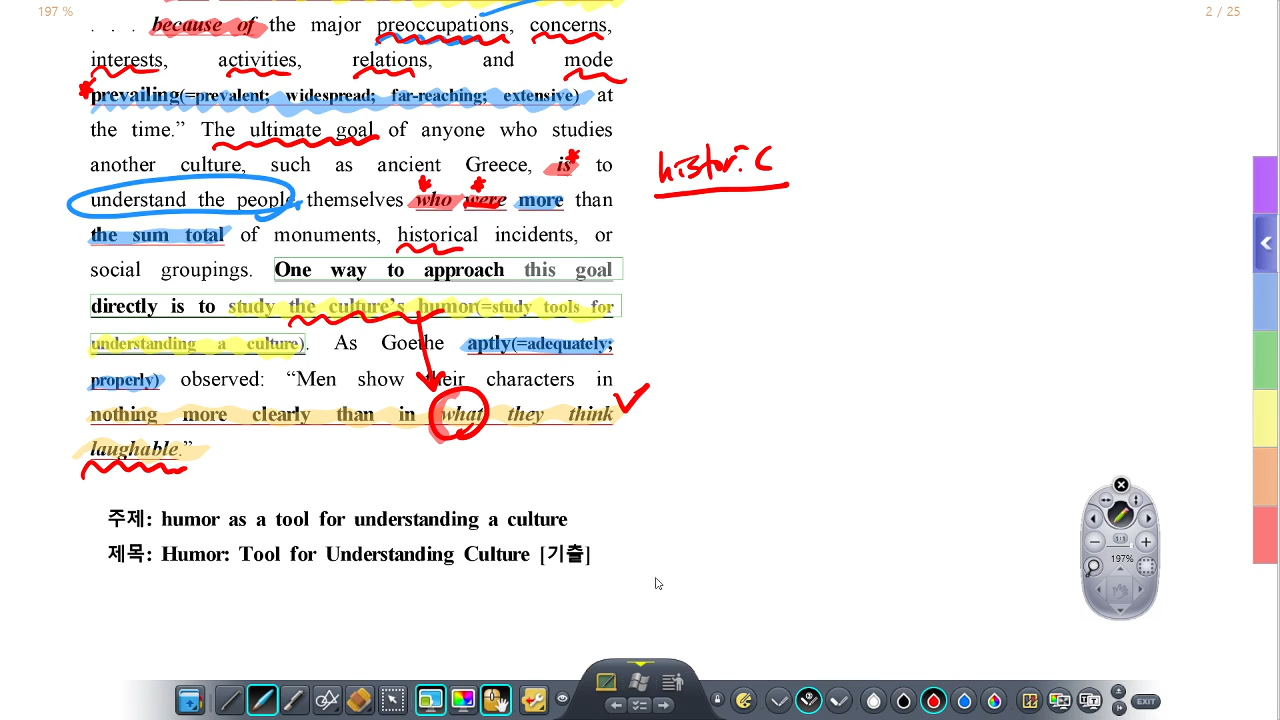 197 %
2 / 25
. . . because of the major preoccupations, concerns,
interests, activities, relations, and mode
*prevailing(=prevalent; widespread; far-reaching; extensive) at
the time.” The ultimate goal of anyone who studies
another culture, such as ancient Greece, is* to
historic
understand the people themselves who were more than
the sum total of monuments, historical incidents, or
social groupings. One way to approach this goal
directly is to study the culture’s humor(=study tools for
understanding a culture). As Goethe aptly(=adequately;
properly) observed: “Men show their characters in
nothing more clearly than in what they think
laughable.”
주제: humor as a tool for understanding a culture
제목: Humor: Tool for Understanding Culture [기출]
1:1
197%
EXIT